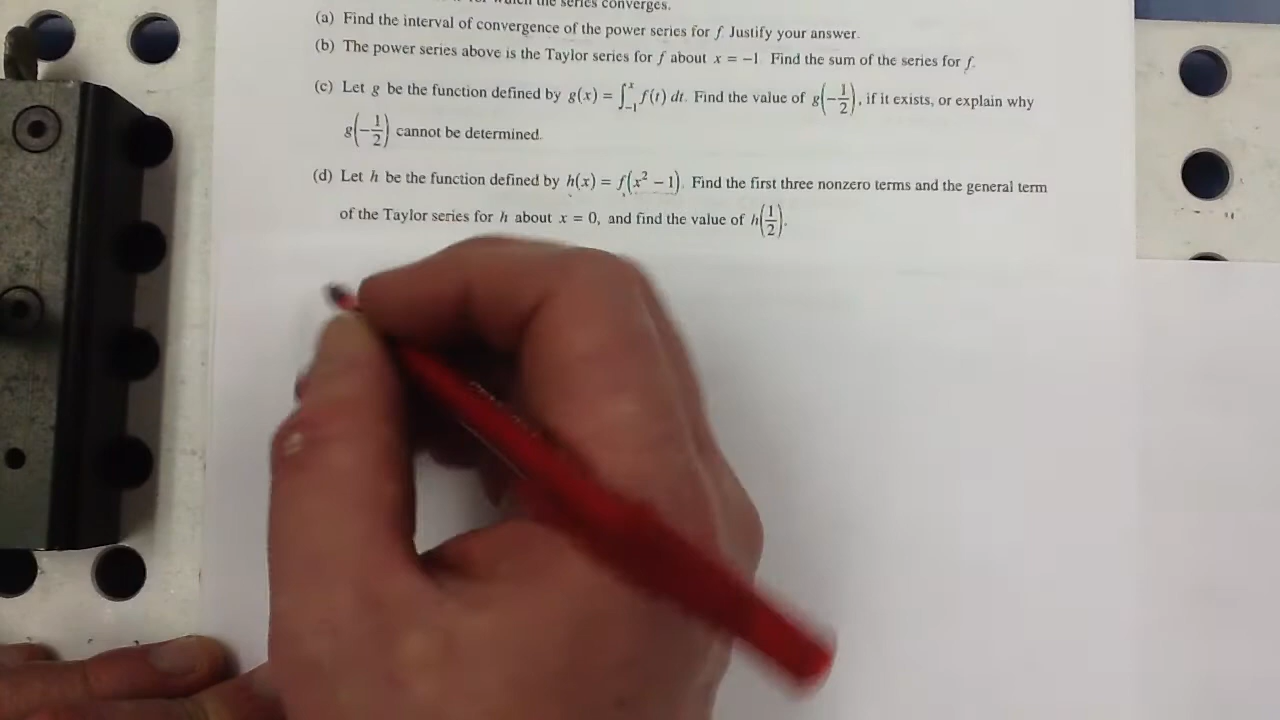 which the series converges.
(a) Find the interval of convergence of the power series for f Justify your answer.
(b) The power series above is the Taylor series for f about x = −1 Find the sum of the series for f.
(c) Let g be the function defined by g(x) = ∫₋₁ˣ f(t) dt. Find the value of g(−1/2), if it exists, or explain why
g(−1/2) cannot be determined.
(d) Let h be the function defined by h(x) = f(x² − 1). Find the first three nonzero terms and the general term
of the Taylor series for h about x = 0, and find the value of h(1/2).